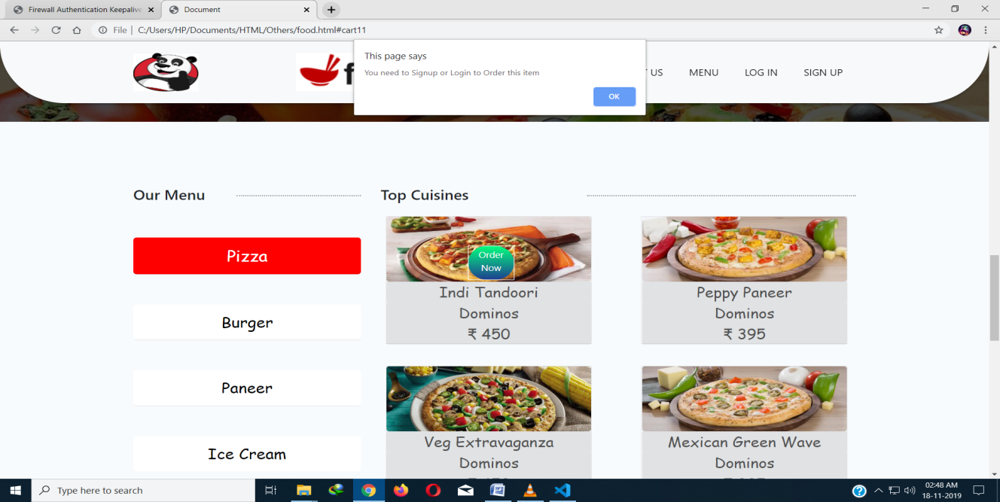 Firewall Authentication Keepalive
Document
File | C:/Users/HP/Documents/HTML/Others/food.html#cart11
This page says
You need to Signup or Login to Order this item
OK
f
US
MENU
LOG IN
SIGN UP
Our Menu
Top Cuisines
Pizza
Burger
Paneer
Ice Cream
Order
Now
Indi Tandoori
Dominos
₹ 450
Peppy Paneer
Dominos
₹ 395
Veg Extravaganza
Dominos
Mexican Green Wave
Dominos
Type here to search
02:48 AM
18-11-2019